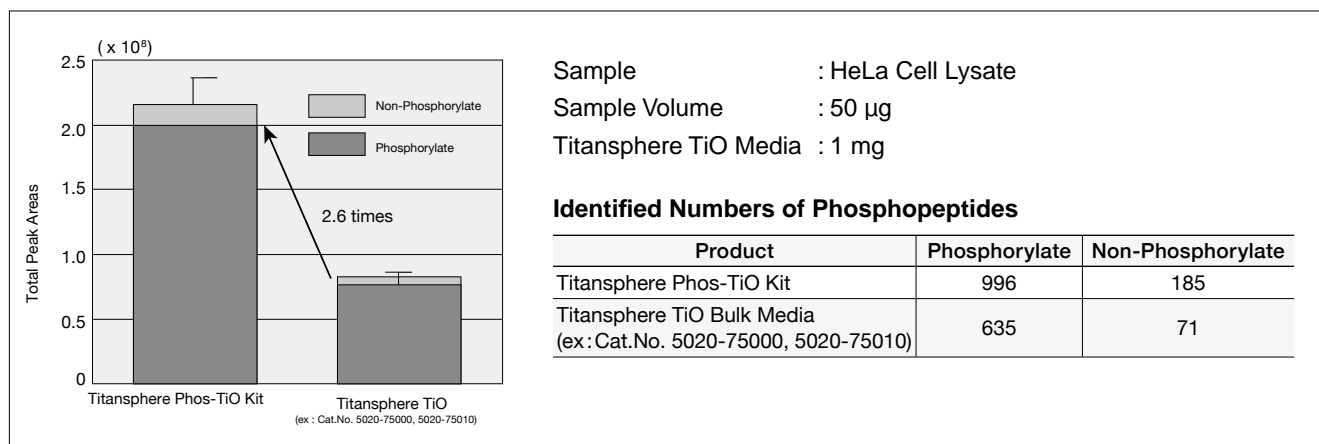 ( x 10⁸)
2.5
2.0
1.5
1.0
0.5
0
Total Peak Areas
Non-Phosphorylate
Phosphorylate
2.6 times
Titansphere Phos-TiO Kit
Titansphere TiO
(ex : Cat.No. 5020-75000, 5020-75010)
Sample : HeLa Cell Lysate
Sample Volume : 50 µg
Titansphere TiO Media : 1 mg
Identified Numbers of Phosphopeptides
Product Phosphorylate Non-Phosphorylate
Titansphere Phos-TiO Kit 996 185
Titansphere TiO Bulk Media
(ex : Cat.No. 5020-75000, 5020-75010) 635 71